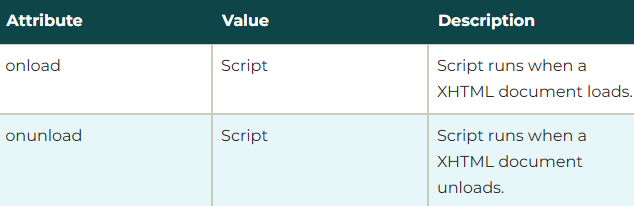 Attribute Value Description
onload Script Script runs when a
XHTML document loads.
onunload Script Script runs when a
XHTML document
unloads.